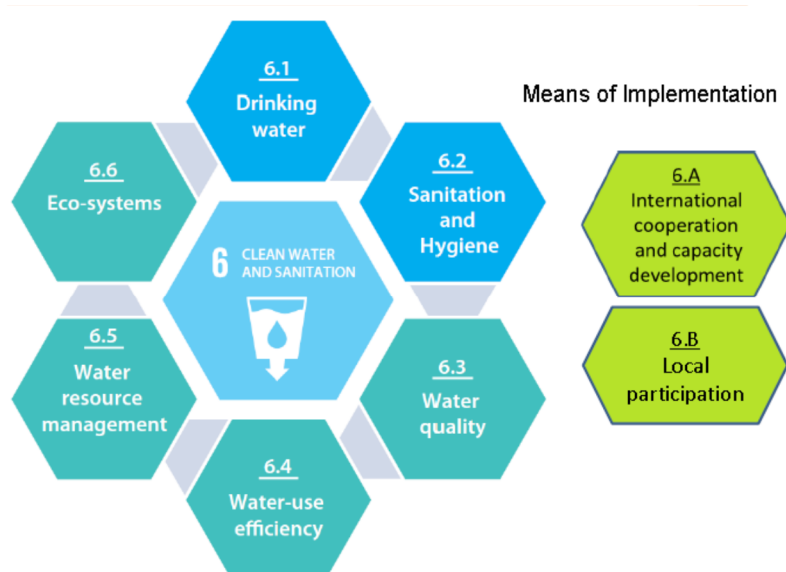 6.1
Drinking
water
6.2
Sanitation
and
Hygiene
6.3
Water
quality
6.4
Water-use
efficiency
6.5
Water
resource
management
6.6
Eco-systems
6 CLEAN WATER
AND SANITATION
Means of Implementation
6.A
International
cooperation
and capacity
development
6.B
Local
participation